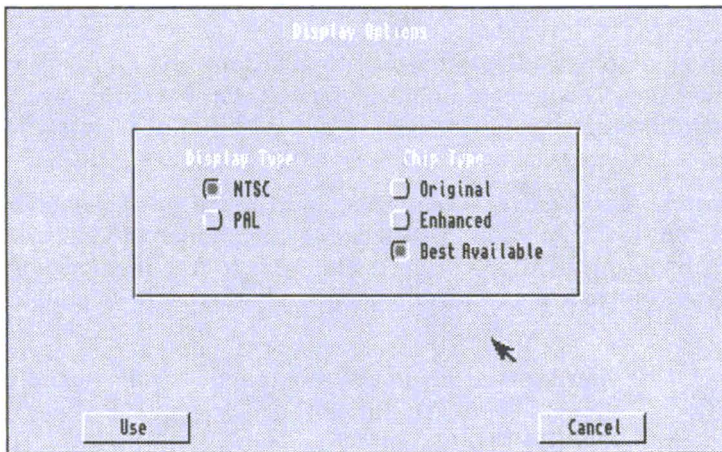 Display Options
Display Type
NTSC
PAL
Chip Type
Original
Enhanced
Best Available
Use
Cancel